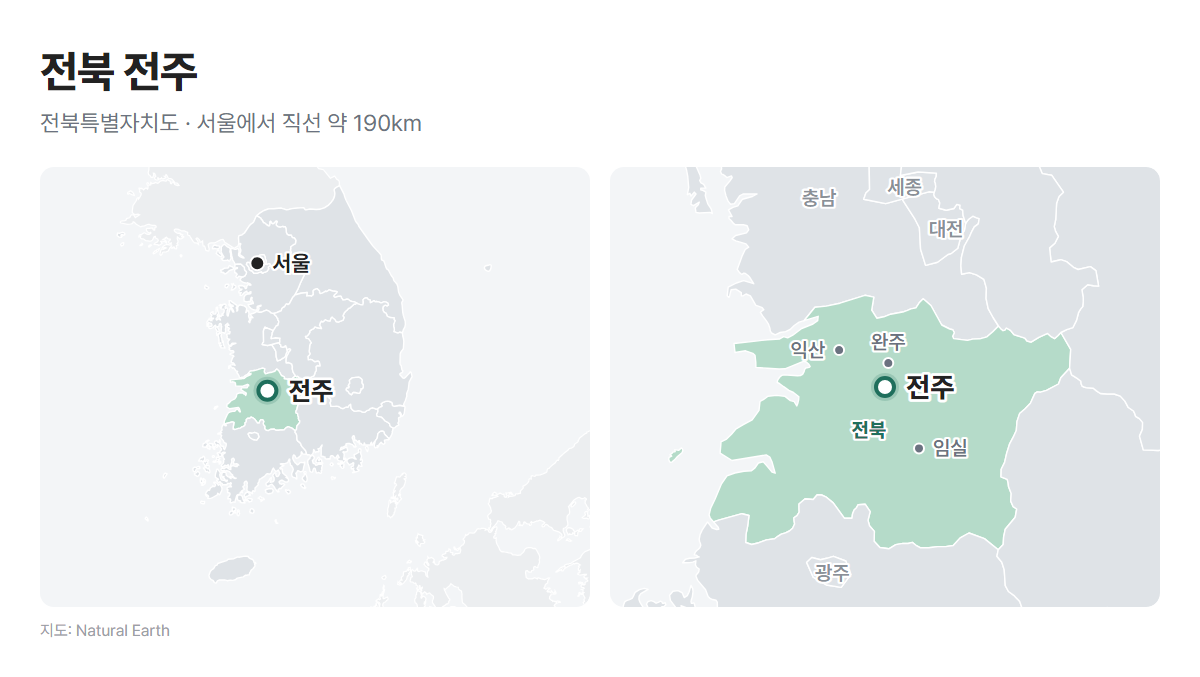 전북 전주
전북특별자치도 · 서울에서 직선 약 190km
서울
전주
충남
세종
대전
익산
완주
전주
전북
임실
광주
지도: Natural Earth